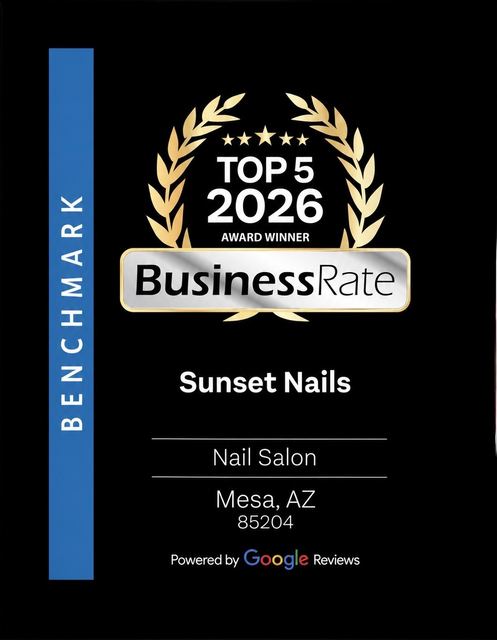 BENCHMARK
TOP 5
2026
AWARD WINNER
BusinessRate
Sunset Nails
Nail Salon
Mesa, AZ
85204
Powered by Google Reviews